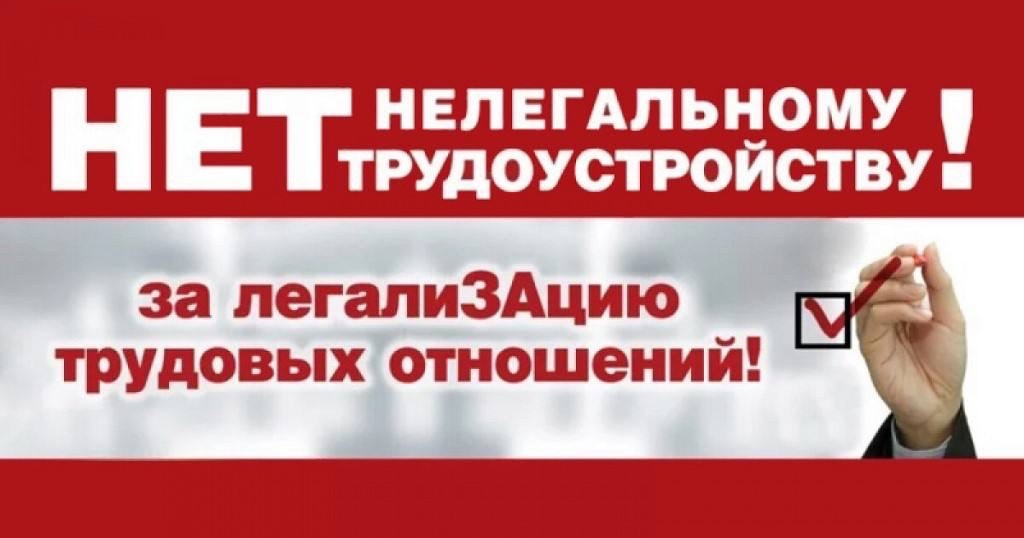 НЕТ НЕЛЕГАЛЬНОМУ
ТРУДОУСТРОЙСТВУ!
за легалиЗАцию
трудовых отношений!